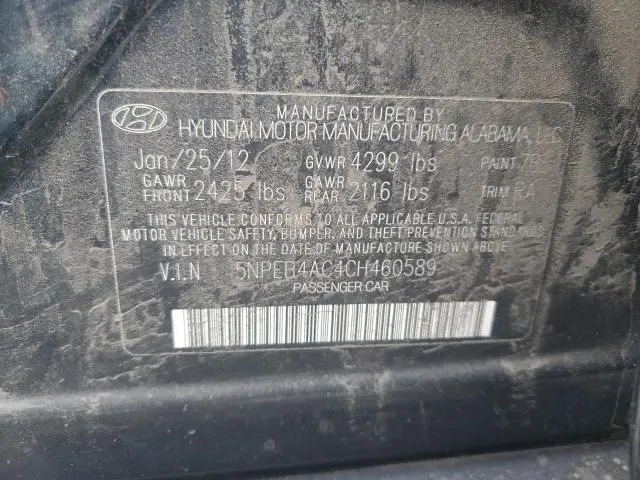 MANUFACTURED BY
HYUNDAI MOTOR MANUFACTURING ALABAMA, LLC
Jan/25/12 GVWR 4299 lbs PAINT
GAWR FRONT 2425 lbs GAWR REAR 2116 lbs TRIM RA
THIS VEHICLE CONFORMS TO ALL APPLICABLE U.S.A. FEDERAL
MOTOR VEHICLE SAFETY, BUMPER, AND THEFT PREVENTION STANDARDS
IN EFFECT ON THE DATE OF MANUFACTURE SHOWN ABOVE.
V.I.N 5NPEB4AC4CH460589
PASSENGER CAR